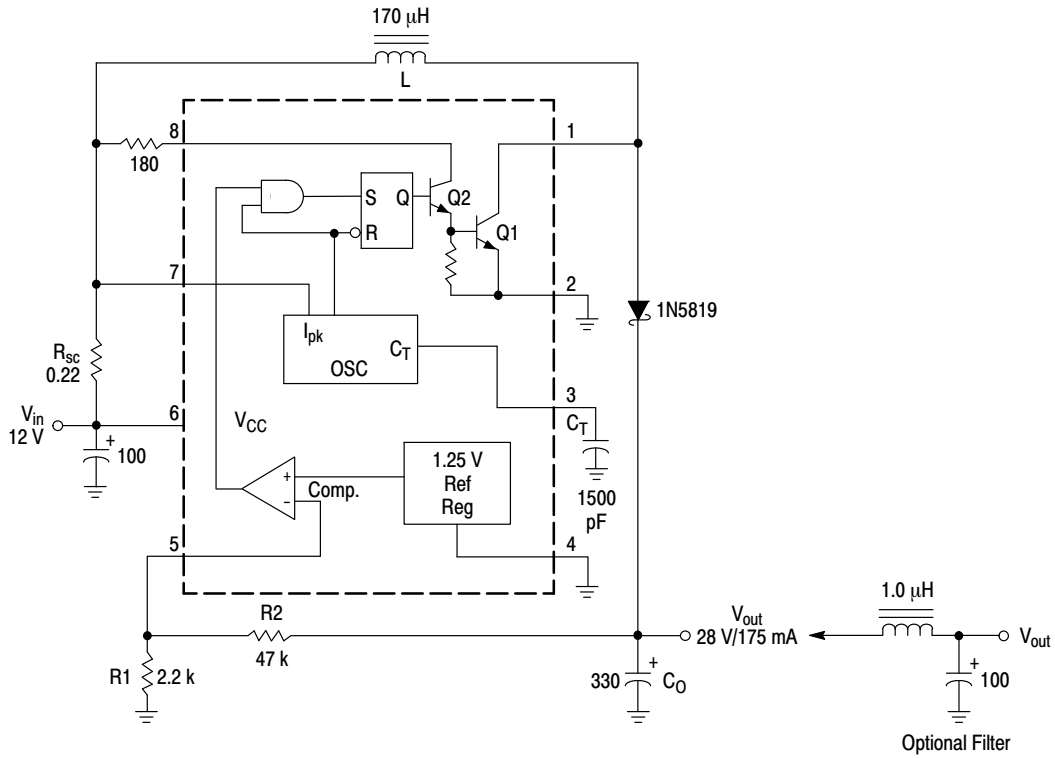 170 μH
L
8
1
180
S
Q
Q2
R
Q1
7
2
1N5819
Ipk
CT
OSC
Rsc
0.22
3
Vin
12 V
6
VCC
CT
100
1.25 V
Ref
Reg
+
Comp.
−
1500
pF
5
4
R2
47 k
1.0 μH
Vout
28 V/175 mA
Vout
R1
2.2 k
330
CO
100
Optional Filter